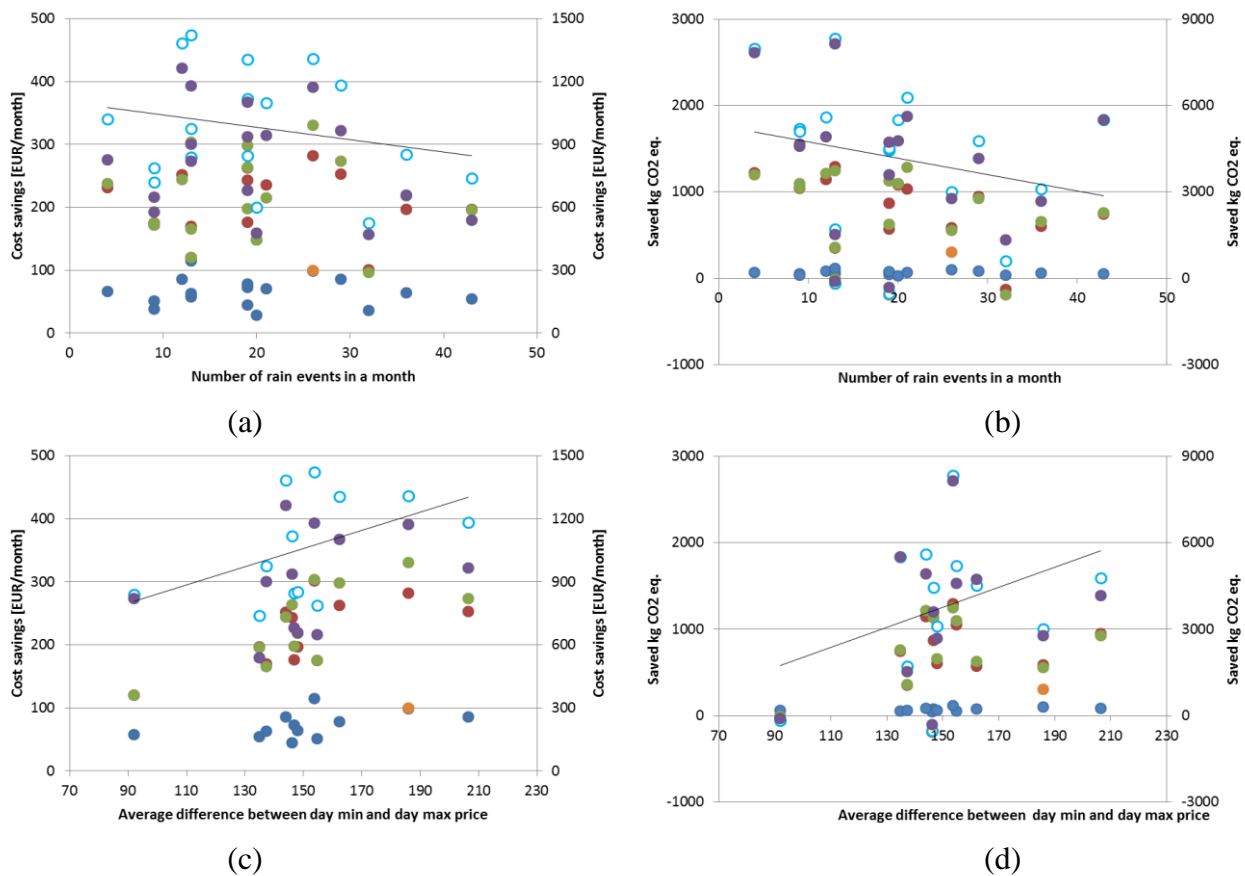 500
450
400
350
300
250
200
150
100
50
0
1500
1200
900
600
300
0
Cost savings [EUR/month]
Cost savings [EUR/month]
0 10 20 30 40 50
Number of rain events in a month
(a)
3000
2000
1000
0
-1000
9000
6000
3000
0
-3000
Saved kg CO2 eq.
Saved kg CO2 eq.
0 10 20 30 40 50
Number of rain events in a month
(b)
500
400
300
200
100
0
1500
1200
900
600
300
0
Cost savings [EUR/month]
Cost savings [EUR/month]
70 90 110 130 150 170 190 210 230
Average difference between day min and day max price
(c)
3000
2000
1000
0
-1000
9000
6000
3000
0
-3000
Saved kg CO2 eq.
Saved kg CO2 eq.
70 90 110 130 150 170 190 210 230
Average difference between day min and day max price
(d)